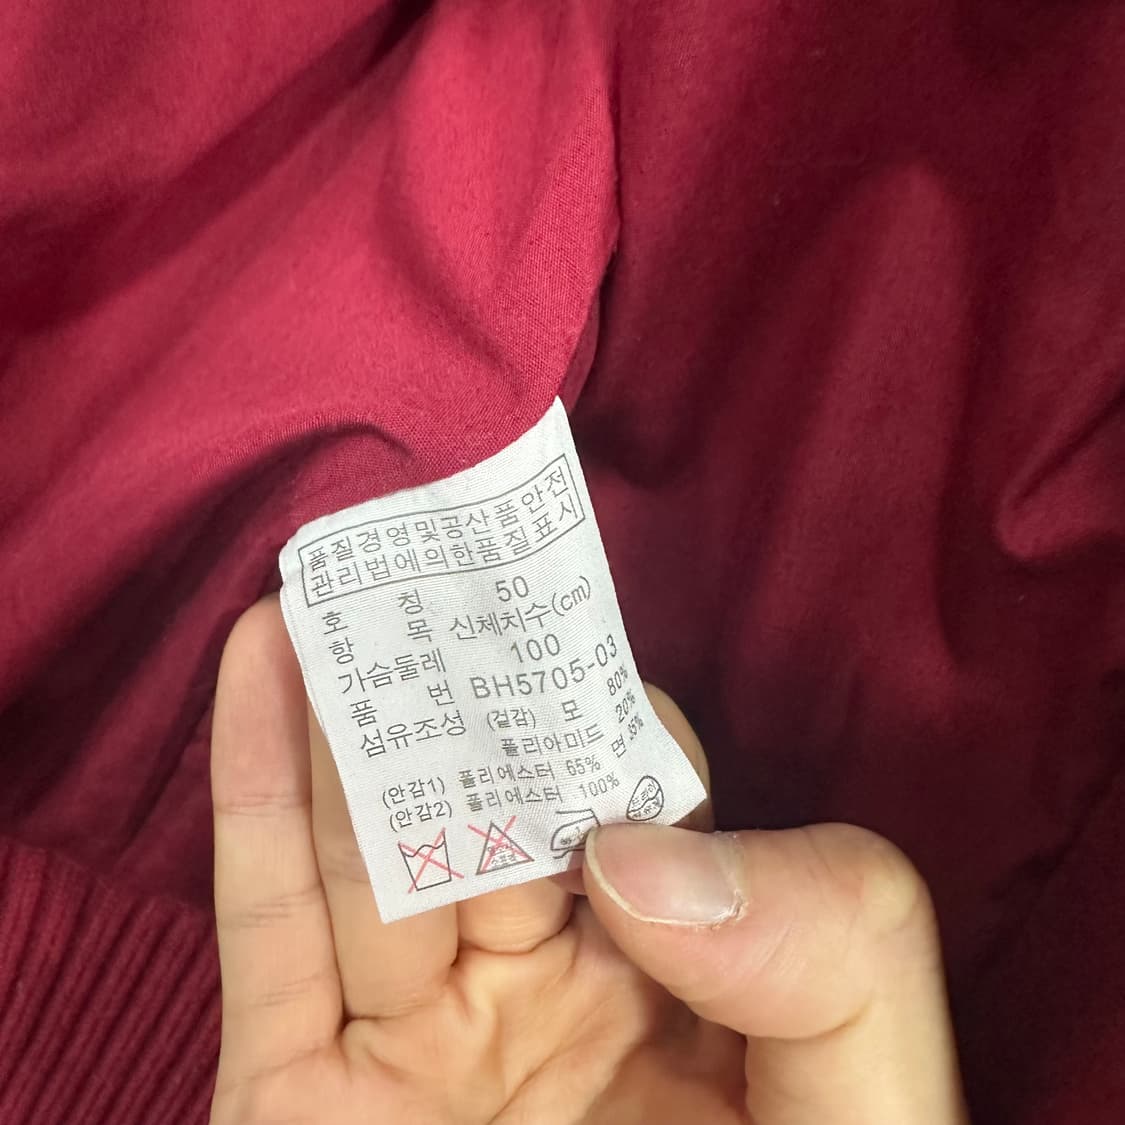 품질경영및공산품안전
관리법에의한품질표시
호 칭 50
항 목 신체치수(cm)
가슴둘레 100
품 번 BH5705-03
섬유조성 (겉감) 모 80%
폴리아미드 20%
(안감1) 폴리에스터 65% 면 35%
(안감2) 폴리에스터 100%
드라이